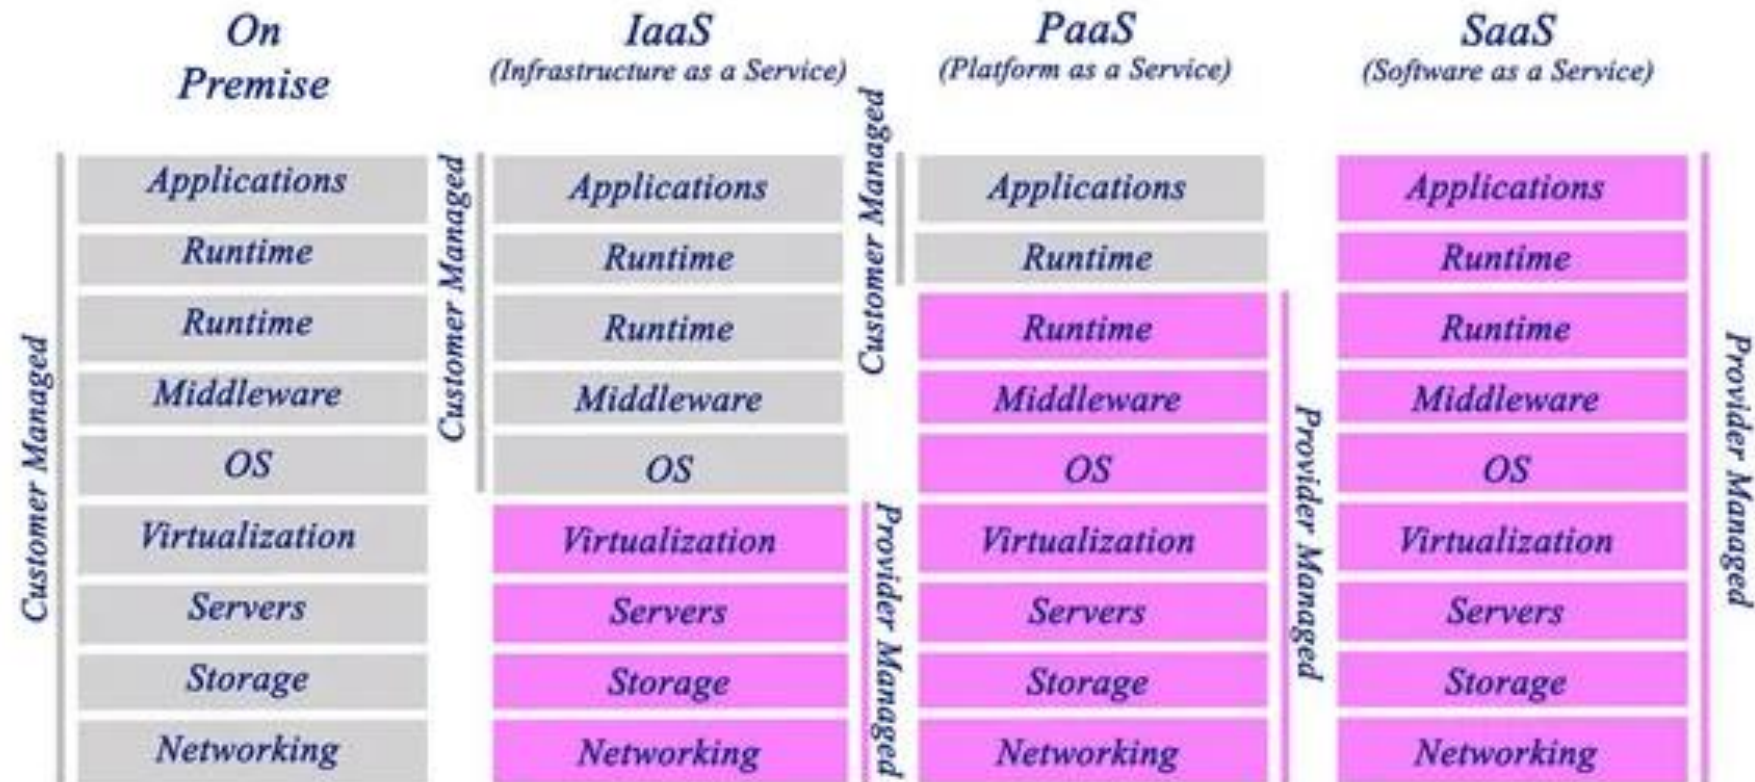 On
Premise
Customer Managed
Applications
Runtime
Runtime
Middleware
OS
Virtualization
Servers
Storage
Networking
IaaS
(Infrastructure as a Service)
Customer Managed
Applications
Runtime
Runtime
Middleware
OS
Virtualization
Servers
Storage
Networking
Provider Managed
PaaS
(Platform as a Service)
Customer Managed
Applications
Runtime
Runtime
Middleware
OS
Virtualization
Servers
Storage
Networking
Provider Managed
SaaS
(Software as a Service)
Applications
Runtime
Runtime
Middleware
OS
Virtualization
Servers
Storage
Networking
Provider Managed